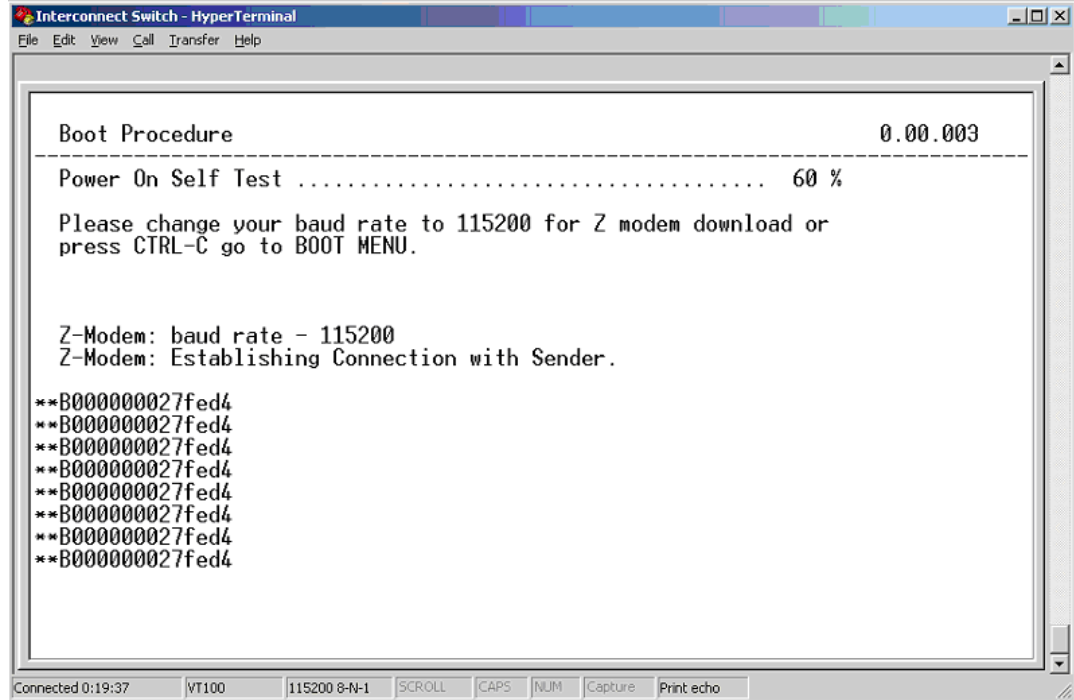 Interconnect Switch - HyperTerminal
File Edit View Call Transfer Help
Boot Procedure 0.00.003
--------------------------------------------------------------------------------
Power On Self Test ...................................... 60 %
Please change your baud rate to 115200 for Z modem download or
press CTRL-C go to BOOT MENU.
Z-Modem: baud rate - 115200
Z-Modem: Establishing Connection with Sender.
**B000000027fed4
**B000000027fed4
**B000000027fed4
**B000000027fed4
**B000000027fed4
**B000000027fed4
**B000000027fed4
**B000000027fed4
Connected 0:19:37 VT100 115200 8-N-1 SCROLL CAPS NUM Capture Print echo